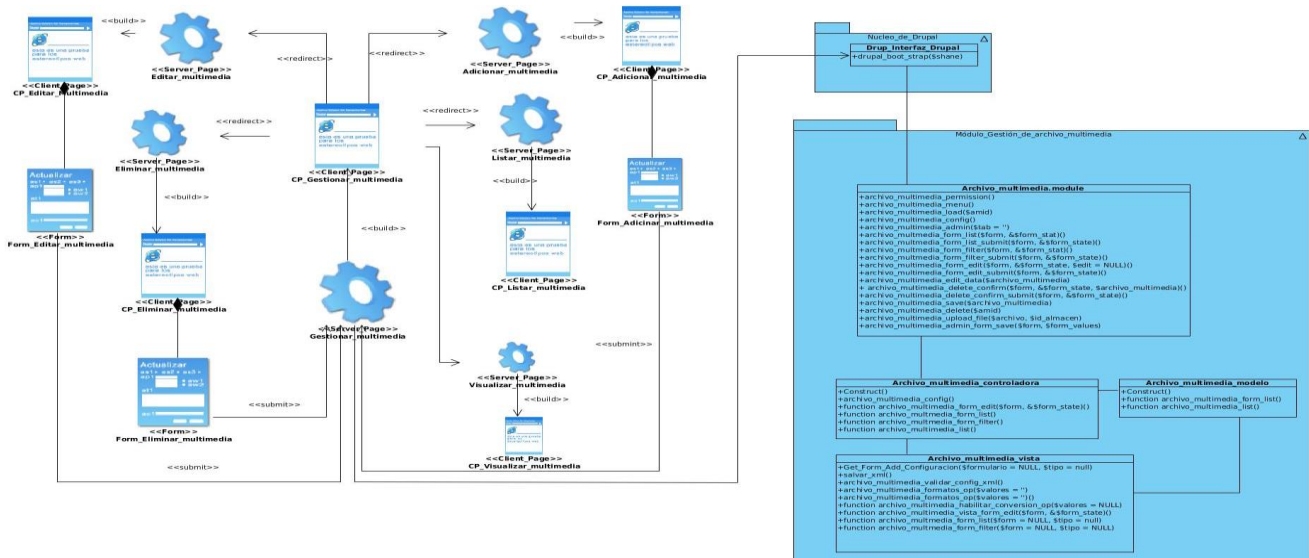 <<build>>
CP_Editar_multimedia
<<Server_Page>>
Editar_multimedia
<<redirect>>
<<redirect>>
<<Server_Page>>
Adicionar_multimedia
<<build>>
<<Client_Page>>
CP_Adicionar_multimedia
<<Server_Page>>
Eliminar_multimedia
<<redirect>>
<<Client_Page>>
CP_Gestionar_multimedia
<<redirect>>
<<Server_Page>>
Listar_multimedia
<<build>>
Actualizar
<<Form>>
Form_Editar_multimedia
<<build>>
<<Client_Page>>
CP_Eliminar_multimedia
<<build>>
<<Client_Page>>
CP_Listar_multimedia
<<Form>>
Form_Adicinar_multimedia
Gestionar_multimedia
<<submint>>
Actualizar
<<Form>>
Form_Eliminar_multimedia
<<submit>>
<<submit>>
<<Server_Page>>
Visualizar_multimedia
<<build>>
<<Client_Page>>
CP_Visualizar_multimedia
Nucleo_de_Drupal
Drup_Interfaz_Drupal
+drupal_boot_strap($shane)
Módulo_Gestión_de_archivo_multimedia
Archivo_multimedia.module
+archivo_multimedia_permission()
+archivo_multimedia_menu()
+archivo_multimedia_load($amid)
+archivo_multimedia_config()
+archivo_multimedia_admin($tab = '')
+archivo_multimedia_form_list($form, &$form_stat)()
+archivo_multimedia_form_list_submit($form, &$form_state)()
+archivo_multimedia_form_filter($form, &$form_stat)()
+archivo_multimedia_form_filter_submit($form, &$form_state)()
+archivo_multimedia_form_edit($form, &$form_state, $edit = NULL)()
+archivo_multimedia_form_edit_submit($form, &$form_state)()
+archivo_multimedia_edit_data($archivo_multimedia)
+ archivo_multimedia_delete_confirm($form, &$form_state, $archivo_multimedia)()
+archivo_multimedia_delete_confirm_submit($form, &$form_state)()
+archivo_multimedia_save($archivo_multimedia)
+archivo_multimedia_delete($amid)
+archivo_multimedia_upload_file($archivo, $id_almacen)
+archivo_multimedia_admin_form_save($form, $form_values)
Archivo_multimedia_controladora
+Construct()
+archivo_multimedia_config()
+function archivo_multimedia_form_edit($form, &$form_state)()
+function archivo_multmedia_form_list()
+function archivo_multmedia_form_filter()
+function archivo_multimedia_list()
Archivo_multimedia_modelo
+Construct()
+function archivo_multimedia_form_list()
+function archivo_multimedia_list()
Archivo_multimedia_vista
+Get_Form_Add_Configuracion($formulario = NULL, $tipo = null)
+salvar_xml()
+archivo_multimedia_validar_config_xml()
+archivo_multimedia_formatos_op($valores = '')
+archivo_multimedia_formatos_op($valores = '')()
+function archivo_multimedia_habilitar_conversion_op($valores = NULL)
+function archivo_multimedia_vista_form_edit($form, &$form_state)()
+function archivo_multmedia_form_list($form = NULL, $tipo = null)
+function archivo_multmedia_form_filter($form = NULL, $tipo = NULL)